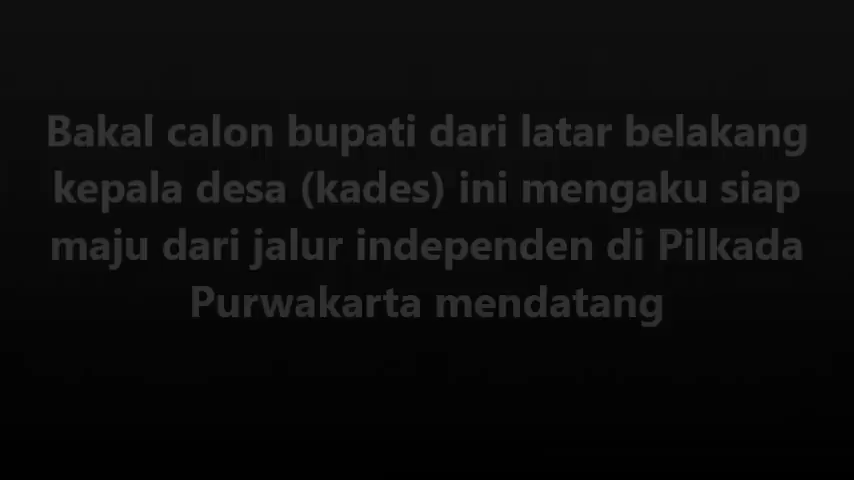 Bakal calon bupati dari latar belakang
kepala desa (kades) ini mengaku siap
maju dari jalur independen di Pilkada
Purwakarta mendatang